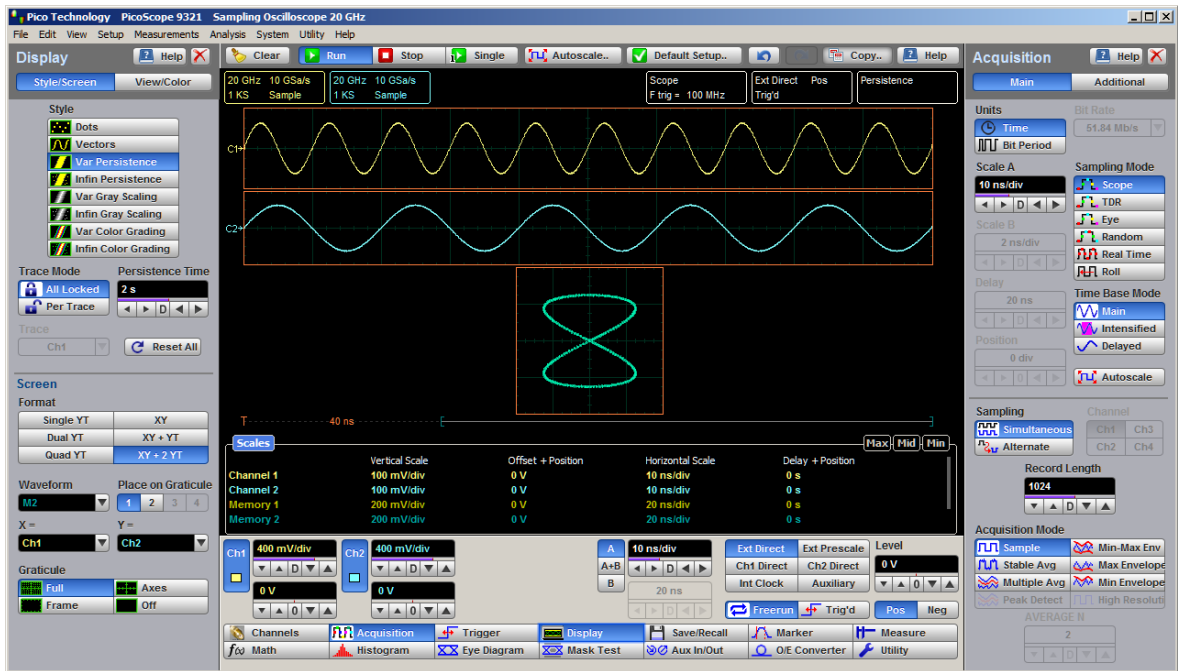 Pico Technology PicoScope 9321 Sampling Oscilloscope 20 GHz
File Edit View Setup Measurements Analysis System Utility Help
Display Help
Style/Screen View/Color
Style
Dots
Vectors
Var Persistence
Infin Persistence
Var Gray Scaling
Infin Gray Scaling
Var Color Grading
Infin Color Grading
Trace Mode Persistence Time
All Locked 2 s
Per Trace D
Trace
Ch1 Reset All
Screen
Format
Single YT XY
Dual YT XY + YT
Quad YT XY + 2 YT
Waveform Place on Graticule
M2 1 2 3 4
X = Y =
Ch1 Ch2
Graticule
Full Axes
Frame Off
Clear Run Stop Single Autoscale.. Default Setup.. Copy.. Help
20 GHz 10 GSa/s 20 GHz 10 GSa/s Scope Ext Direct Pos Persistence
1 KS Sample 1 KS Sample F trig = 100 MHz Trig'd
C1
C2
T 40 ns
Scales Max Mid Min
Vertical Scale Offset + Position Horizontal Scale Delay + Position
Channel 1 100 mV/div 0 V 10 ns/div 0 s
Channel 2 100 mV/div 0 V 10 ns/div 0 s
Memory 1 200 mV/div 0 V 20 ns/div 0 s
Memory 2 200 mV/div 0 V 20 ns/div 0 s
Ch1 400 mV/div Ch2 400 mV/div A 10 ns/div Ext Direct Ext Prescale Level
D D A+B D Ch1 Direct Ch2 Direct 0 V
0 V 0 V B 20 ns Int Clock Auxiliary 0
0 0 D Freerun Trig'd Pos Neg
Channels Acquisition Trigger Display Save/Recall Marker Measure
f(x) Math Histogram Eye Diagram Mask Test Aux In/Out O/E Converter Utility
Acquisition Help
Main Additional
Units Bit Rate
Time 51.84 Mb/s
Bit Period
Scale A Sampling Mode
10 ns/div Scope
D TDR
Scale B Eye
2 ns/div Random
D Real Time
Roll
Delay Time Base Mode
20 ns Main
D Intensified
Position Delayed
0 div
0 Autoscale
Sampling Channel
Simultaneous Ch1 Ch3
Alternate Ch2 Ch4
Record Length
1024
D
Acquisition Mode
Sample Min-Max Env
Stable Avg Max Envelope
Multiple Avg Min Envelope
Peak Detect High Resoluti
AVERAGE N
2
D